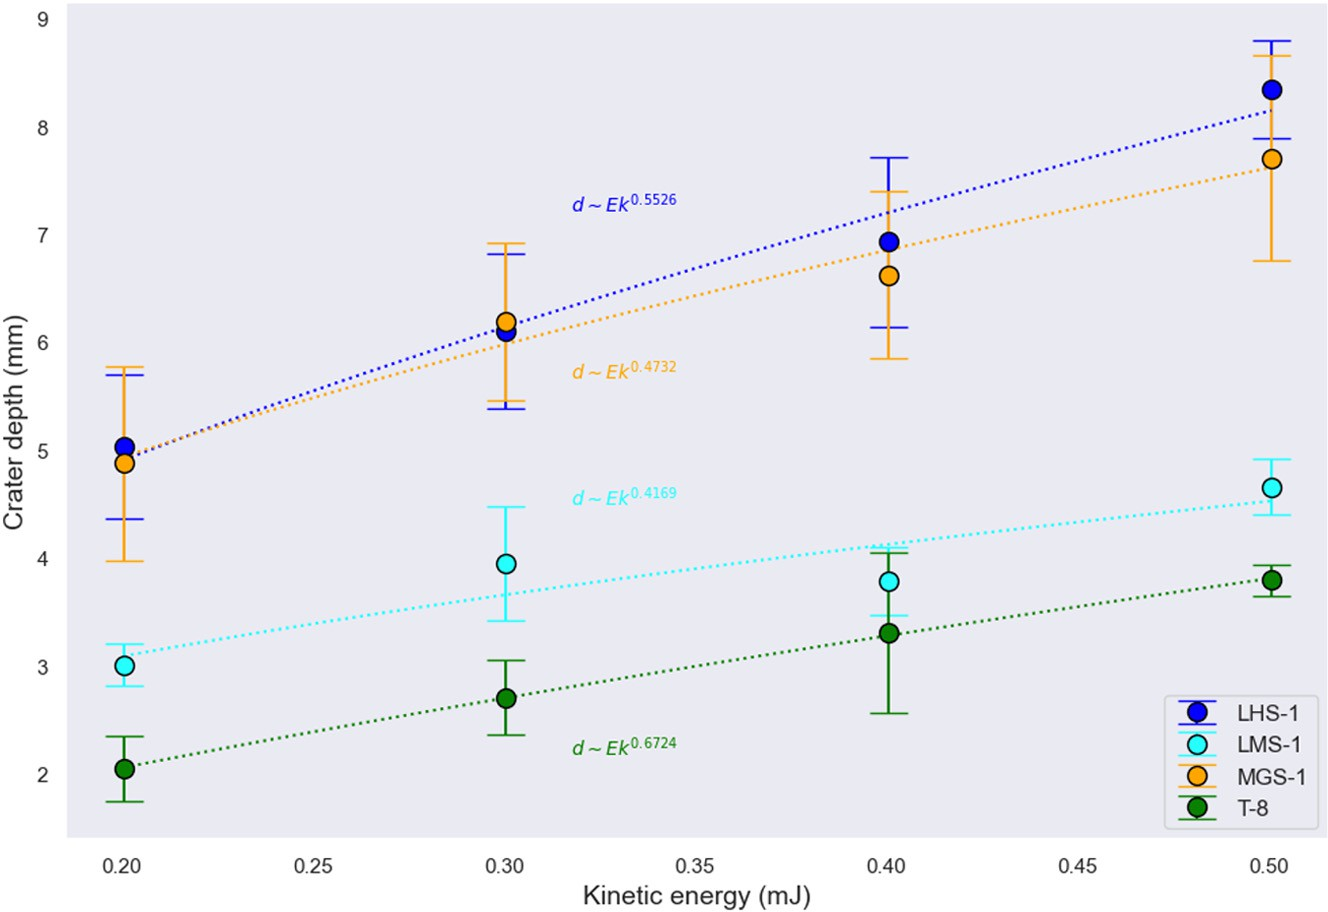 9
8
7
6
5
4
3
2
Crater depth (mm)
d ~ Ek^0.5526
d ~ Ek^0.4732
d ~ Ek^0.4169
d ~ Ek^0.6724
LHS-1
LMS-1
MGS-1
T-8
0.20 0.25 0.30 0.35 0.40 0.45 0.50
Kinetic energy (mJ)